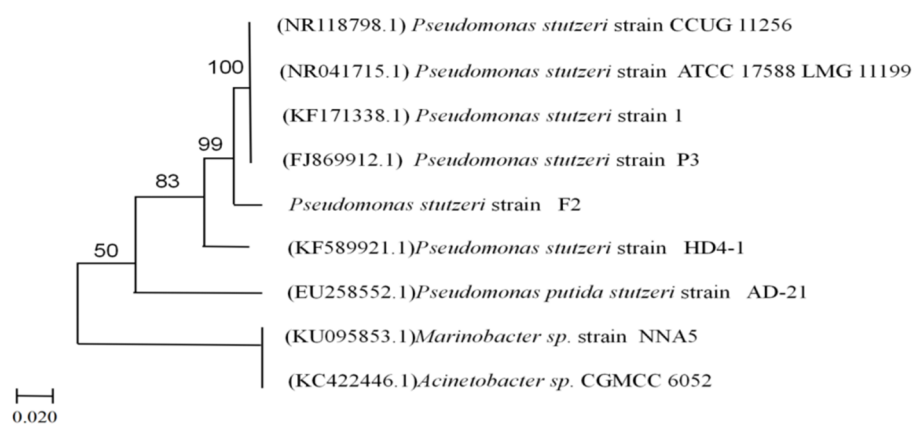 (NR118798.1) Pseudomonas stutzeri strain CCUG 11256
100
(NR041715.1) Pseudomonas stutzeri strain ATCC 17588 LMG 11199
(KF171338.1) Pseudomonas stutzeri strain 1
99
(FJ869912.1) Pseudomonas stutzeri strain P3
83
Pseudomonas stutzeri strain F2
50
(KF589921.1)Pseudomonas stutzeri strain HD4-1
(EU258552.1)Pseudomonas putida stutzeri strain AD-21
(KU095853.1)Marinobacter sp. strain NNA5
(KC422446.1)Acinetobacter sp. CGMCC 6052
0.020